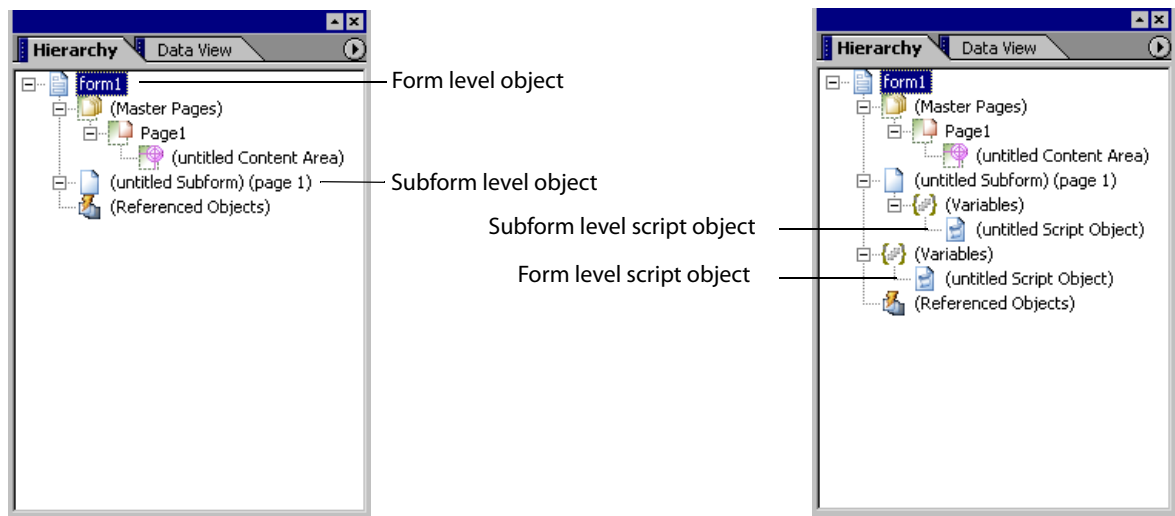 Hierarchy
Data View
form1
(Master Pages)
Page1
(untitled Content Area)
(untitled Subform) (page 1)
(Referenced Objects)
Form level object
Subform level object
Subform level script object
Form level script object
Hierarchy
Data View
form1
(Master Pages)
Page1
(untitled Content Area)
(untitled Subform) (page 1)
(Variables)
(untitled Script Object)
(Variables)
(untitled Script Object)
(Referenced Objects)